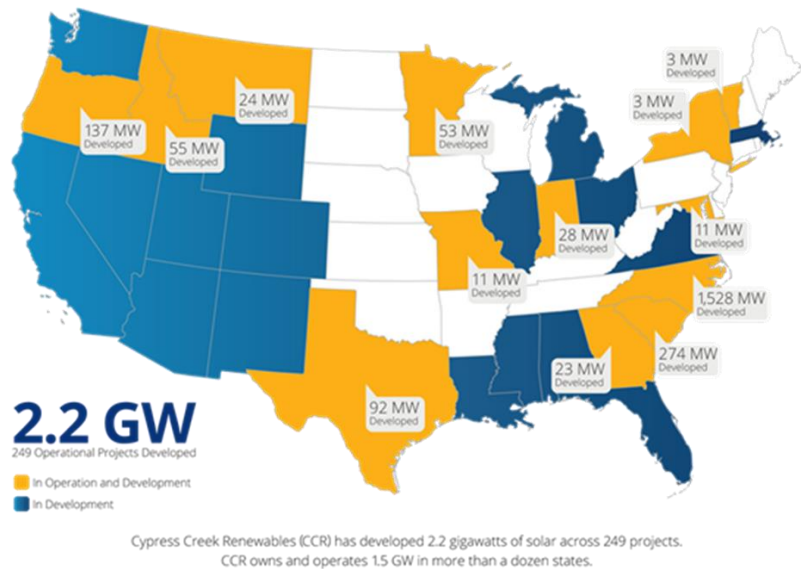 3 MW
Developed
3 MW
Developed
24 MW
Developed
137 MW
Developed
55 MW
Developed
53 MW
Developed
28 MW
Developed
11 MW
Developed
11 MW
Developed
1,528 MW
Developed
274 MW
Developed
23 MW
Developed
92 MW
Developed
2.2 GW
249 Operational Projects Developed
In Operation and Development
In Development
Cypress Creek Renewables (CCR) has developed 2.2 gigawatts of solar across 249 projects.
CCR owns and operates 1.5 GW in more than a dozen states.